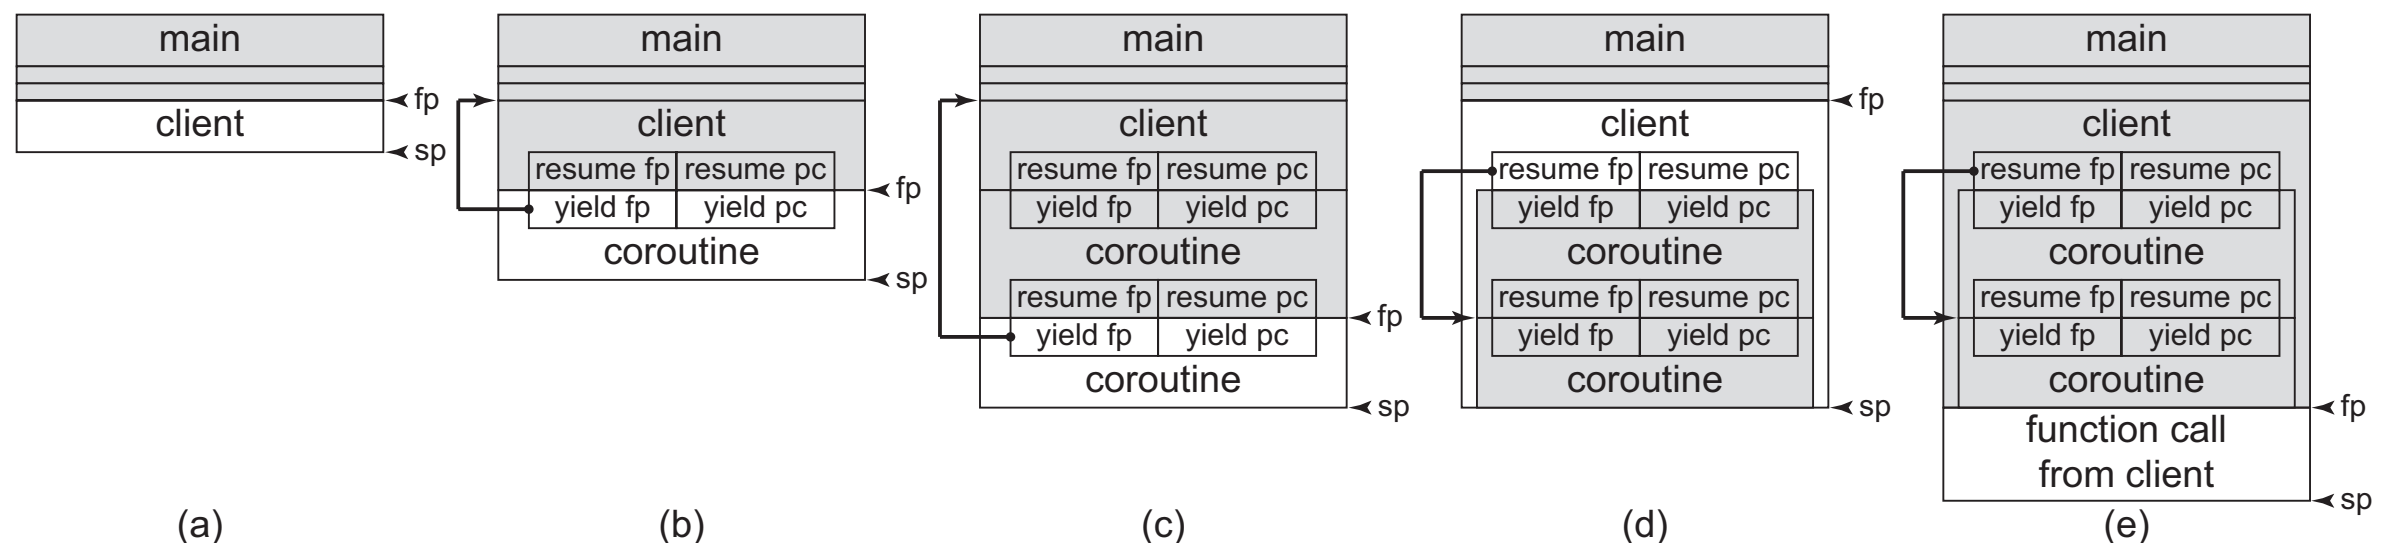 main
fp
client
sp
(a)
main
client
resume fp resume pc
fp
yield fp yield pc
coroutine
sp
(b)
main
client
resume fp resume pc
yield fp yield pc
coroutine
resume fp resume pc
fp
yield fp yield pc
coroutine
sp
(c)
main
fp
client
resume fp resume pc
yield fp yield pc
coroutine
resume fp resume pc
yield fp yield pc
coroutine
sp
(d)
main
client
resume fp resume pc
yield fp yield pc
coroutine
resume fp resume pc
yield fp yield pc
coroutine
fp
function call
from client
sp
(e)